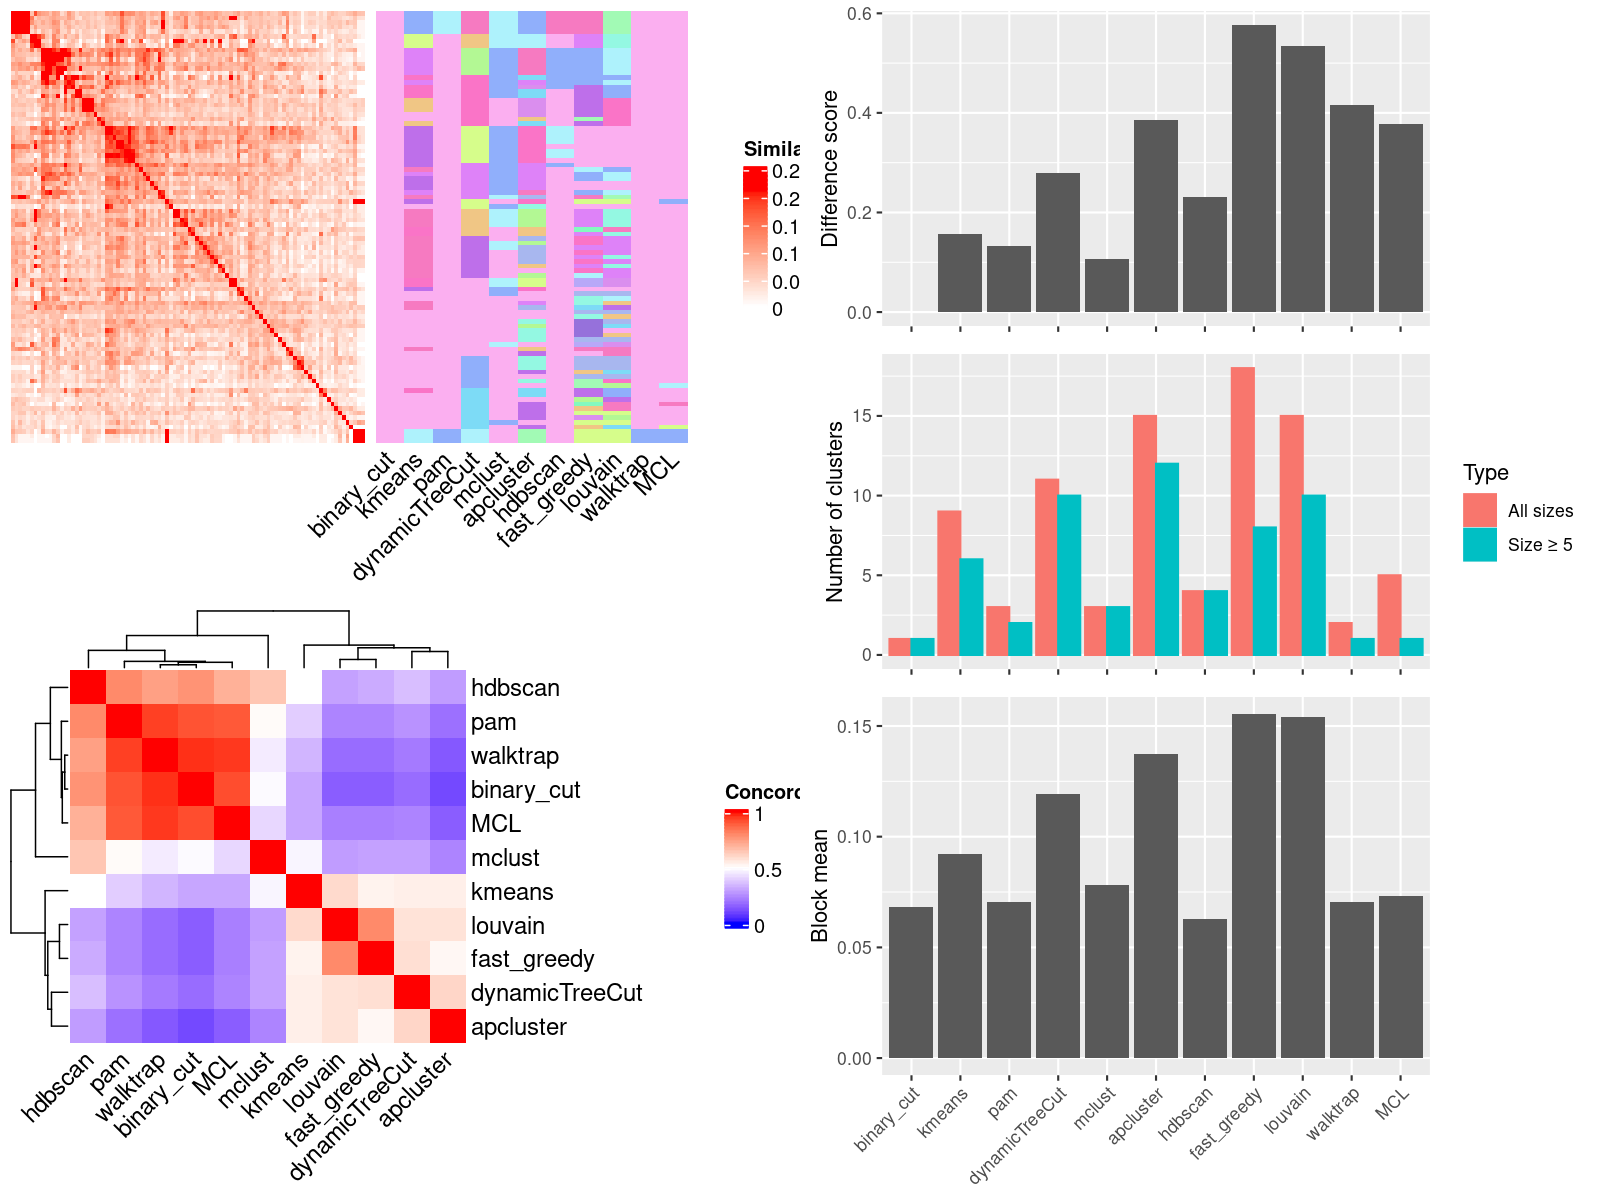 Simila
0.2
0.2
0.1
0.1
0.0
0
binary_cut
kmeans
pam
dynamicTreeCut
mclust
apcluster
hdbscan
fast_greedy
louvain
walktrap
MCL
hdbscan
pam
walktrap
binary_cut
MCL
mclust
kmeans
louvain
fast_greedy
dynamicTreeCut
apcluster
hdbscan
pam
walktrap
binary_cut
MCL
mclust
kmeans
louvain
fast_greedy
dynamicTreeCut
apcluster
Concord
1
0.5
0
Difference score
0.6
0.4
0.2
0.0
Number of clusters
15
10
5
0
Type
All sizes
Size ≥ 5
Block mean
0.15
0.10
0.05
0.00
binary_cut
kmeans
pam
dynamicTreeCut
mclust
apcluster
hdbscan
fast_greedy
louvain
walktrap
MCL